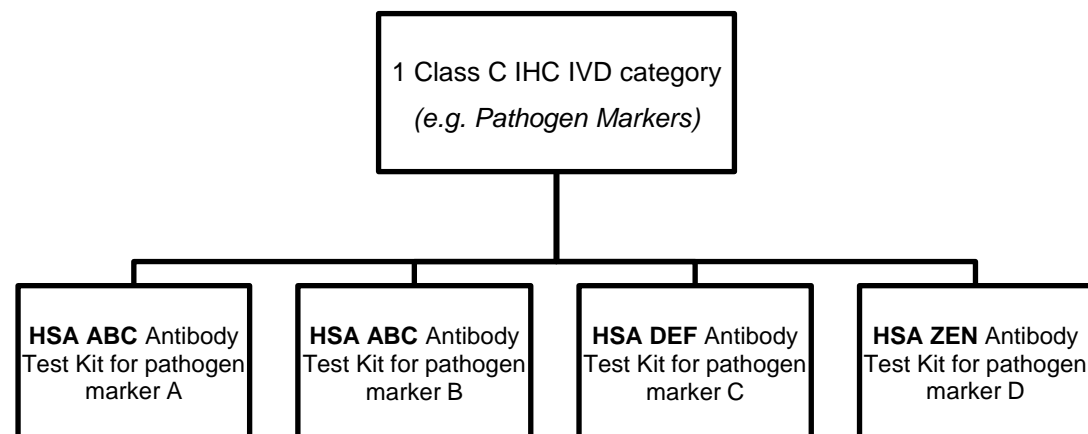 1 Class C IHC IVD category
(e.g. Pathogen Markers)
HSA ABC Antibody
Test Kit for pathogen
marker A
HSA ABC Antibody
Test Kit for pathogen
marker B
HSA DEF Antibody
Test Kit for pathogen
marker C
HSA ZEN Antibody
Test Kit for pathogen
marker D